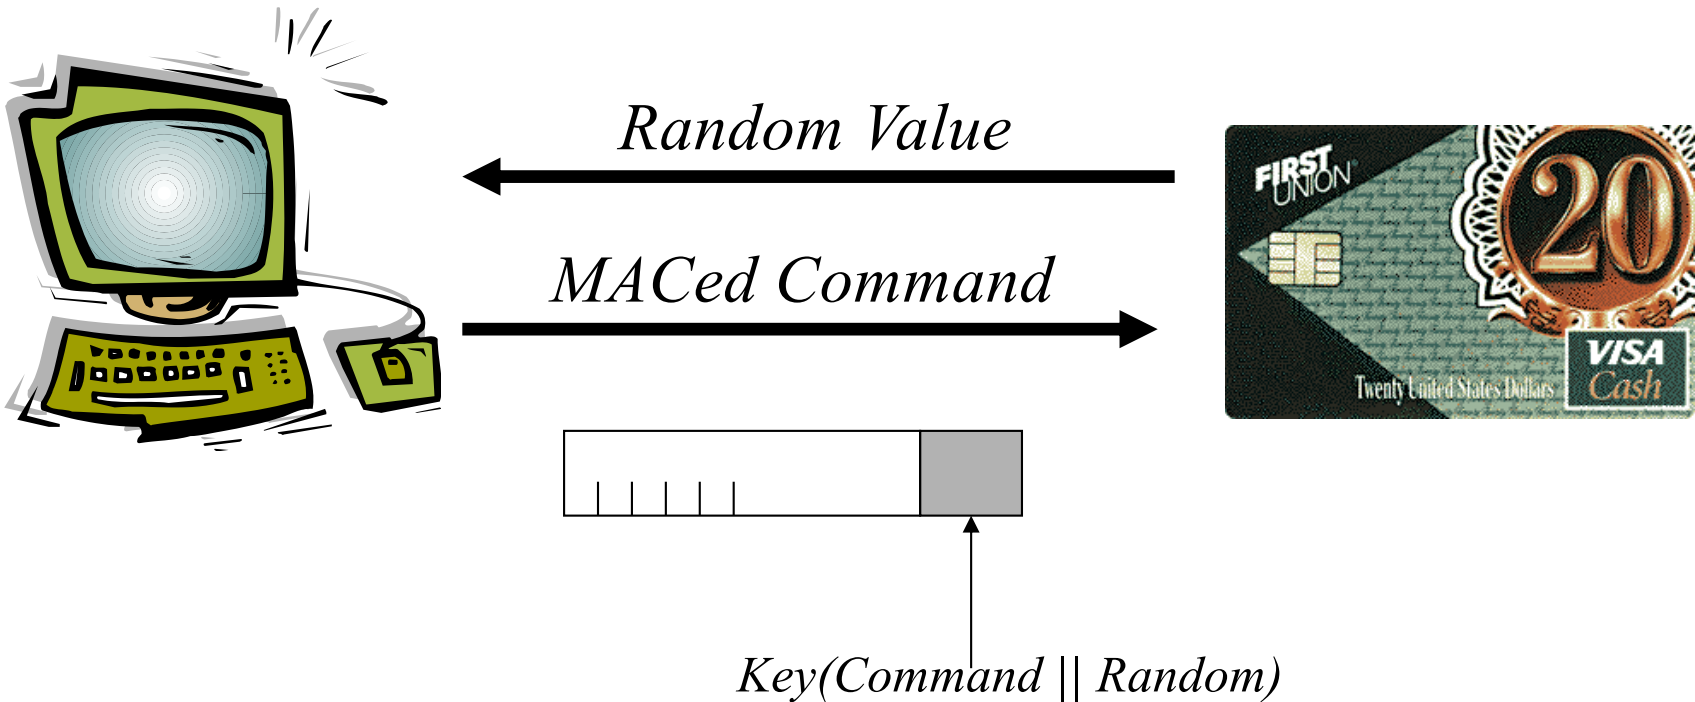 Random Value
MACed Command
FIRST
UNION
20
VISA
Cash
Twenty United States Dollars
Key(Command || Random)